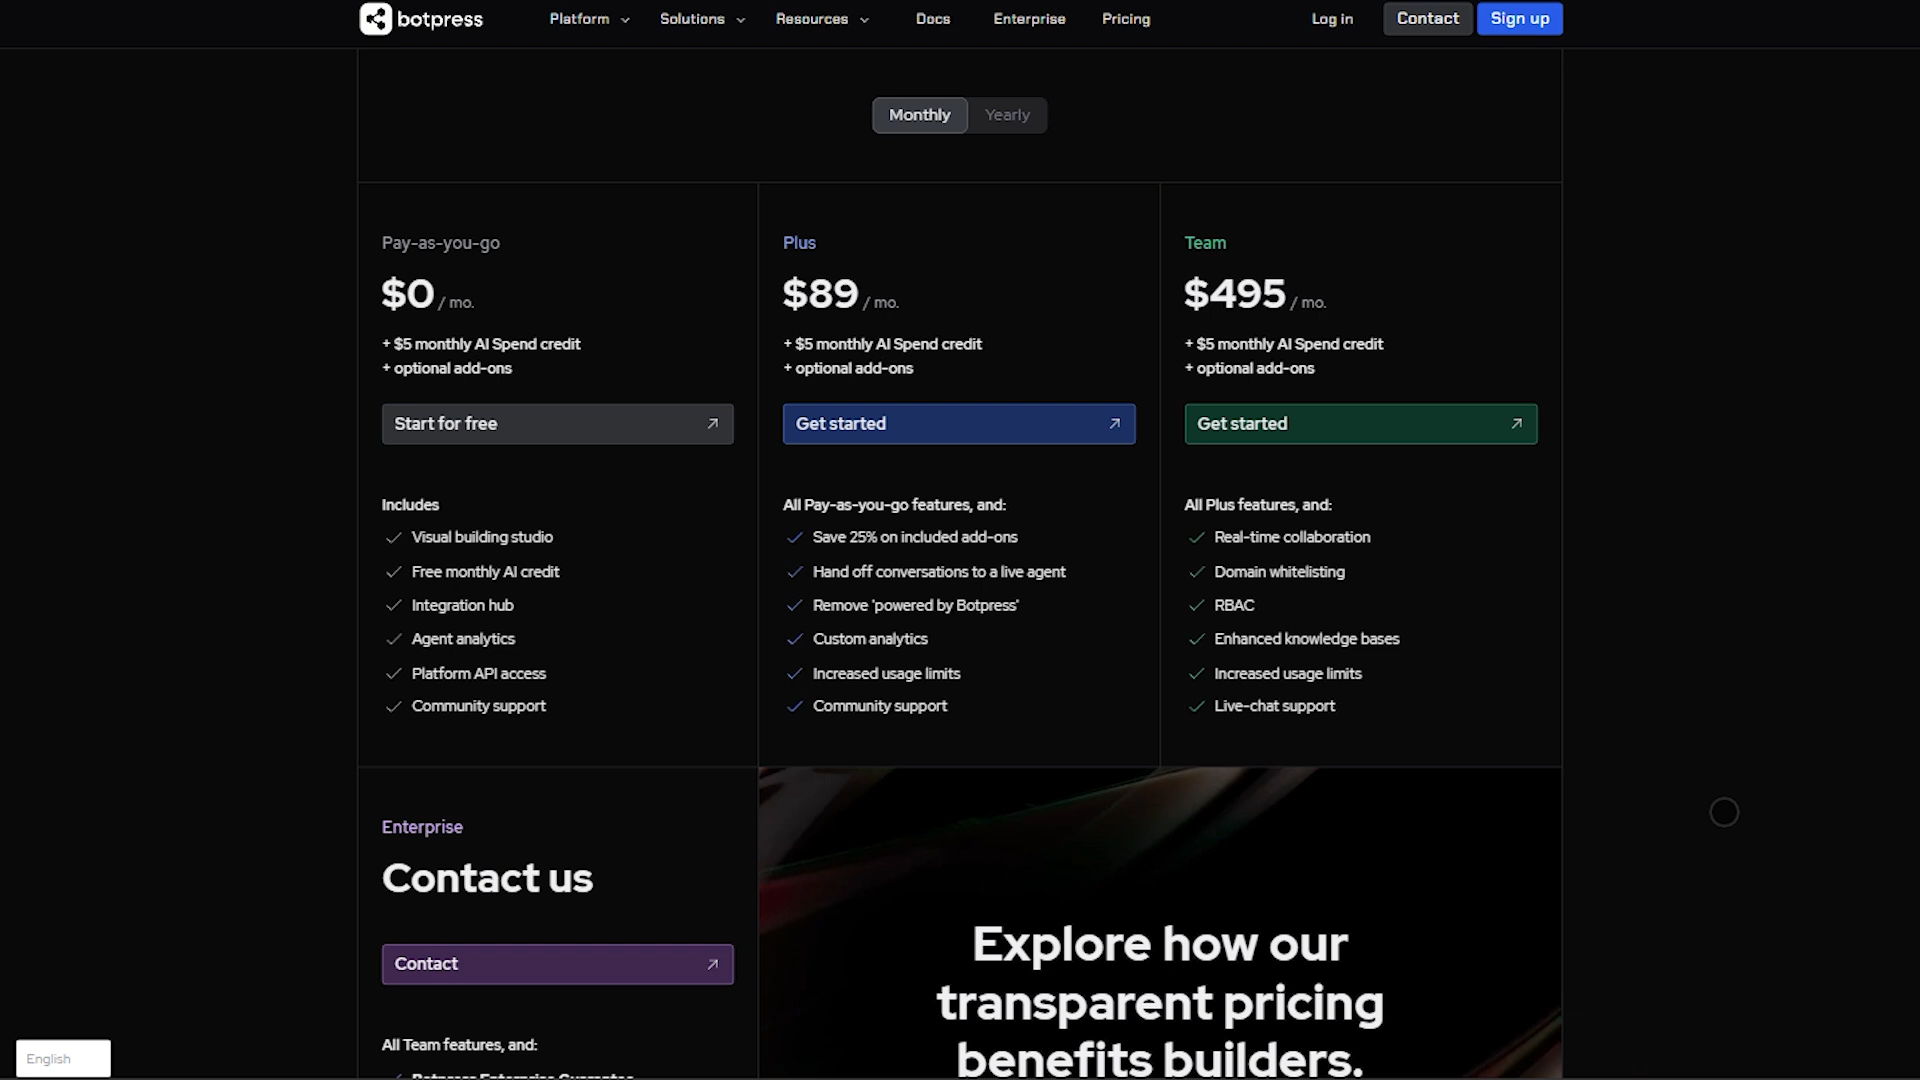 botpress
Platform
Solutions
Resources
Docs
Enterprise
Pricing
Log in
Contact
Sign up
Monthly
Yearly
Pay-as-you-go
$0 / mo.
+ $5 monthly AI Spend credit
+ optional add-ons
Start for free
Includes
Visual building studio
Free monthly AI credit
Integration hub
Agent analytics
Platform API access
Community support
Plus
$89 / mo.
+ $5 monthly AI Spend credit
+ optional add-ons
Get started
All Pay-as-you-go features, and:
Save 25% on included add-ons
Hand off conversations to a live agent
Remove 'powered by Botpress'
Custom analytics
Increased usage limits
Community support
Team
$495 / mo.
+ $5 monthly AI Spend credit
+ optional add-ons
Get started
All Plus features, and:
Real-time collaboration
Domain whitelisting
RBAC
Enhanced knowledge bases
Increased usage limits
Live-chat support
Enterprise
Contact us
Contact
All Team features, and:
Botpress Enterprise Guarantee
Explore how our
transparent pricing
benefits builders.
English